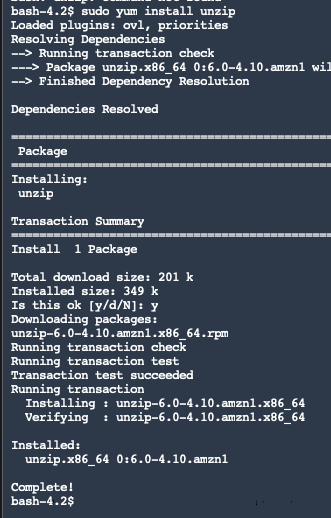 bash-4.2$ sudo yum install unzip
Loaded plugins: ovl, priorities
Resolving Dependencies
--> Running transaction check
---> Package unzip.x86_64 0:6.0-4.10.amzn1 wil
--> Finished Dependency Resolution
Dependencies Resolved
Package
Installing:
unzip
Transaction Summary
Install 1 Package
Total download size: 201 k
Installed size: 349 k
Is this ok [y/d/N]: y
Downloading packages:
unzip-6.0-4.10.amzn1.x86_64.rpm
Running transaction check
Running transaction test
Transaction test succeeded
Running transaction
Installing : unzip-6.0-4.10.amzn1.x86_64
Verifying : unzip-6.0-4.10.amzn1.x86_64
Installed:
unzip.x86_64 0:6.0-4.10.amzn1
Complete!
bash-4.2$